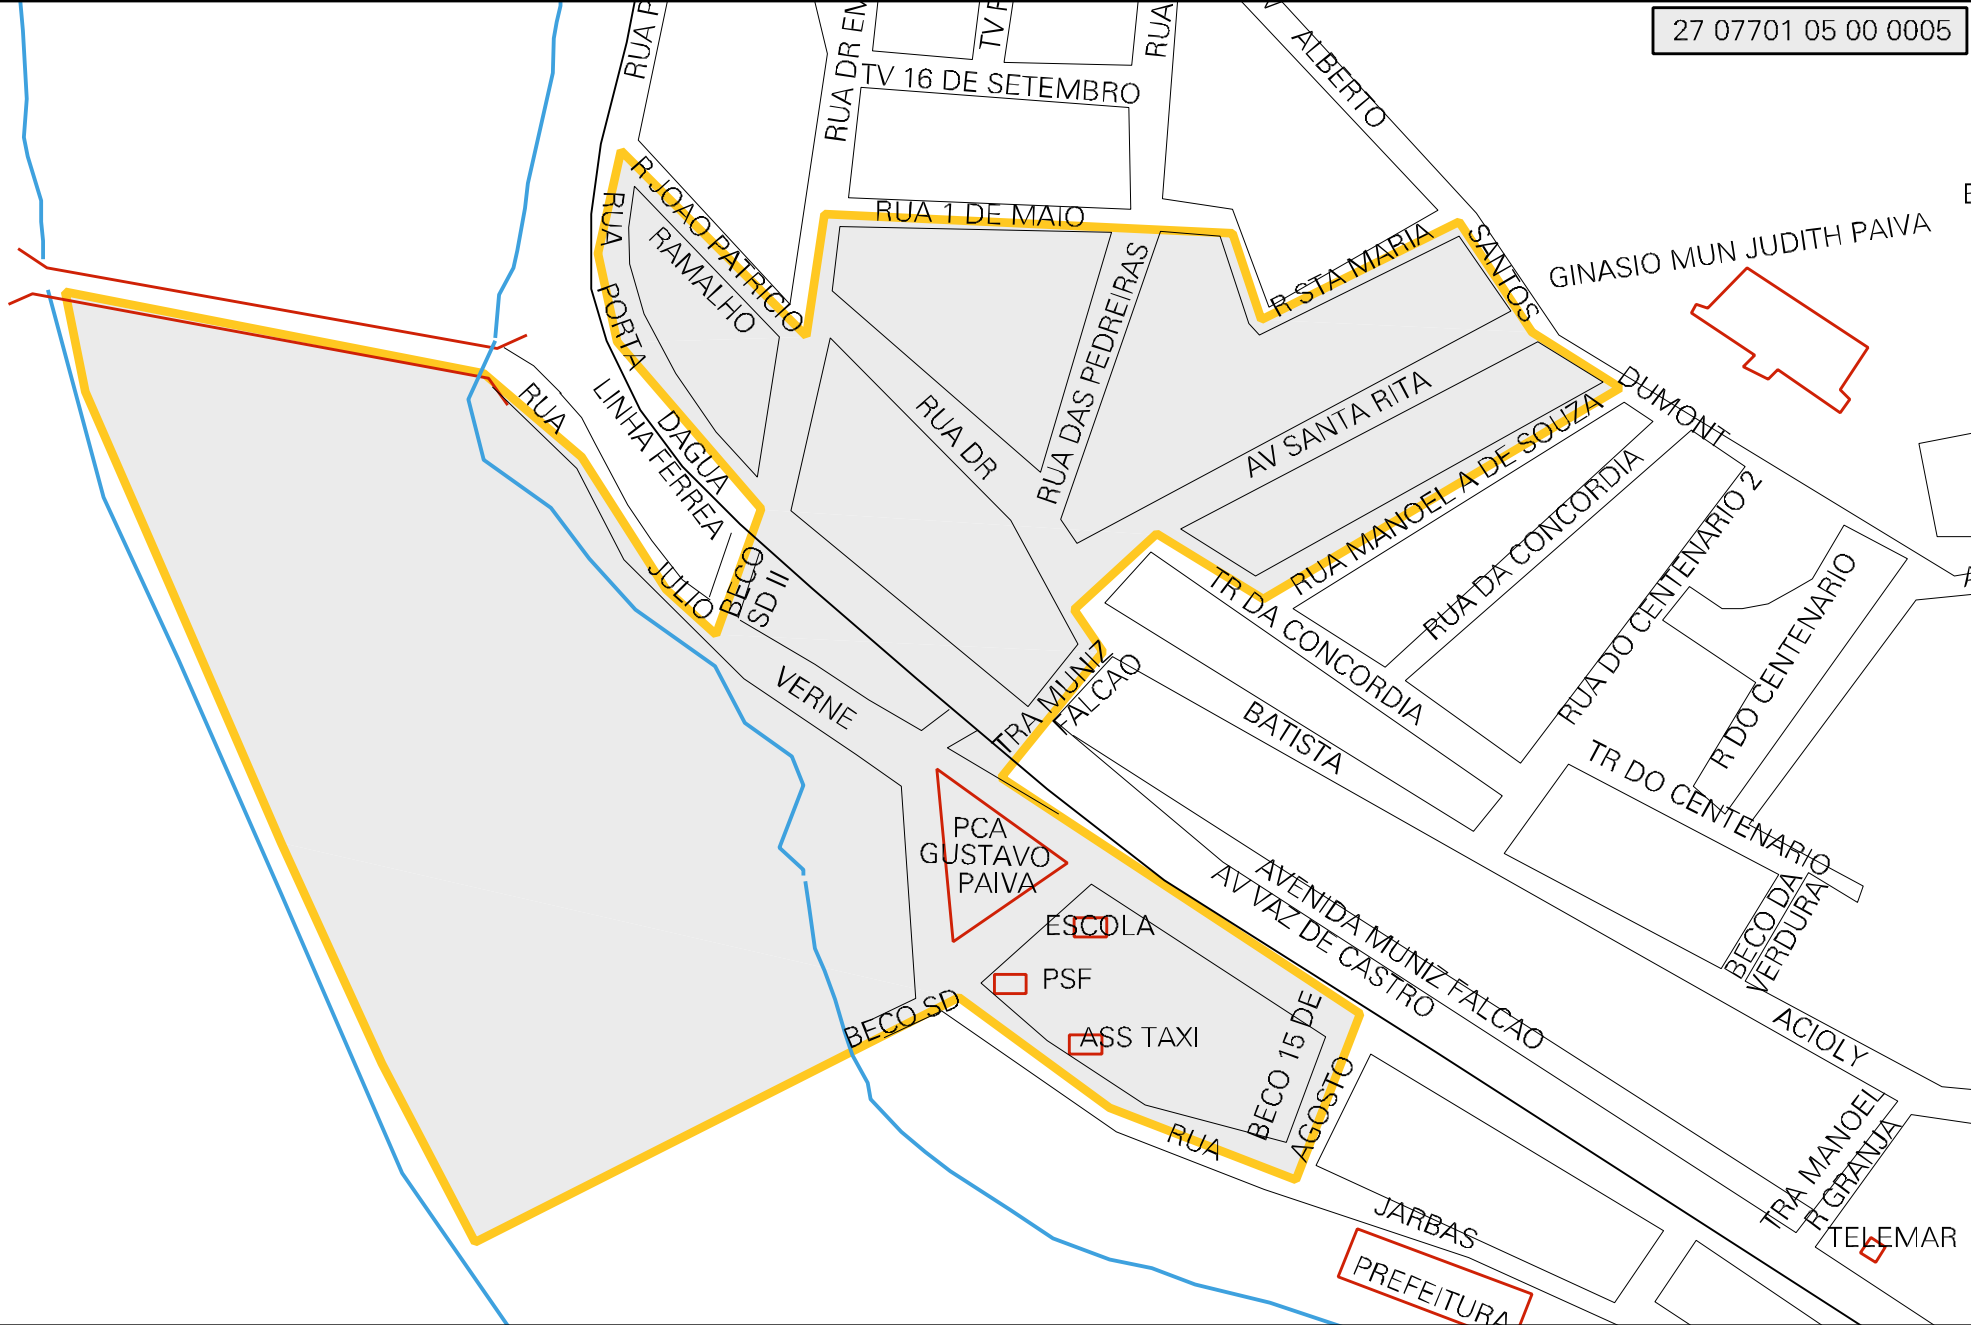 27 07701 05 00 0005
RUA P
RUA DR EM
TV P
RUA
ALBERTO
TV 16 DE SETEMBRO
R JOAO PATRICIO
RUA 1 DE MAIO
R STA MARIA
SANTOS
GINASIO MUN JUDITH PAIVA
RUA
PORTA
DAGUA
RAMALHO
LINHA FERREA
RUA
JULIO
VERNE
BECO
SD II
RUA DR
RUA DAS PEDREIRAS
AV SANTA RITA
DUMONT
RUA MANOEL A DE SOUZA
RUA DA CONCORDIA
RUA DO CENTENARIO 2
R DO CENTENARIO
TR DA CONCORDIA
TRA MUNIZ
FALCAO
BATISTA
TR DO CENTENARIO
BECO DA
VERDURA
PCA
GUSTAVO
PAIVA
ESCOLA
PSF
ASS TAXI
AVENIDA MUNIZ FALCAO
AV VAZ DE CASTRO
ACIOLY
BECO SD
BECO 15 DE
AGOSTO
RUA
JARBAS
PREFEITURA
TRA MANOEL
R GRANJA
TELEMAR